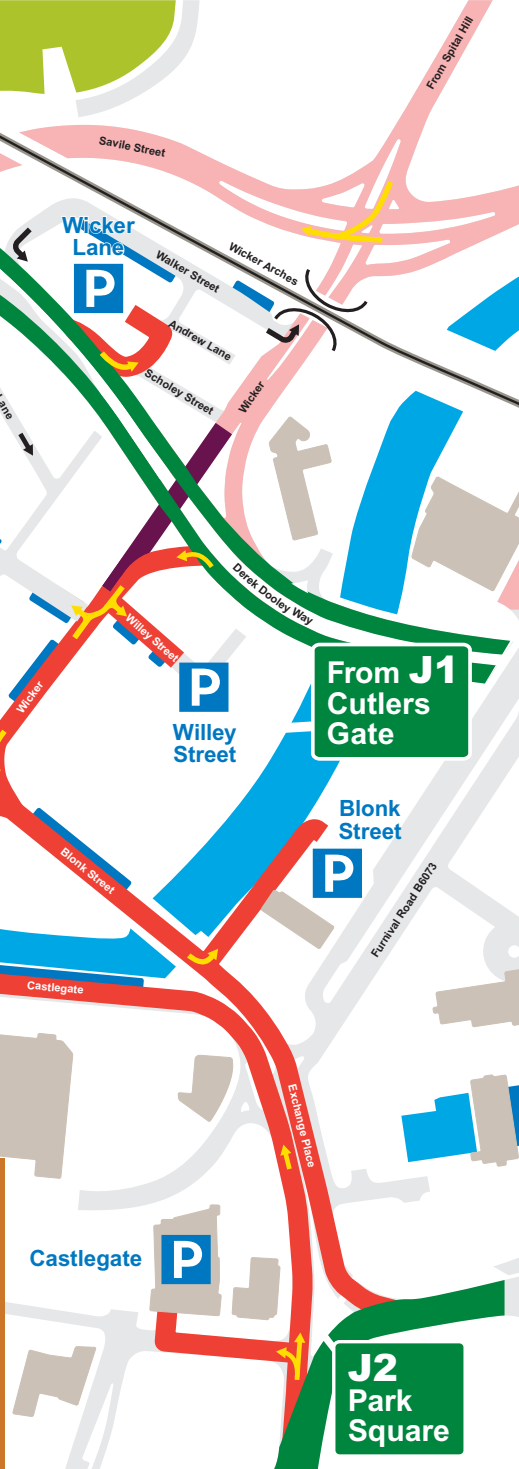 From Spital Hill
Savile Street
Wicker
Lane
P
Walker Street
Wicker Arches
Andrew Lane
Scholey Street
Wicker
Lane
Derek Dooley Way
Willey Street
P
Willey
Street
From J1
Cutlers
Gate
Wicker
Blonk
Street
P
Blonk Street
Furnival Road B6073
Castlegate
Exchange Place
Castlegate
P
J2
Park
Square